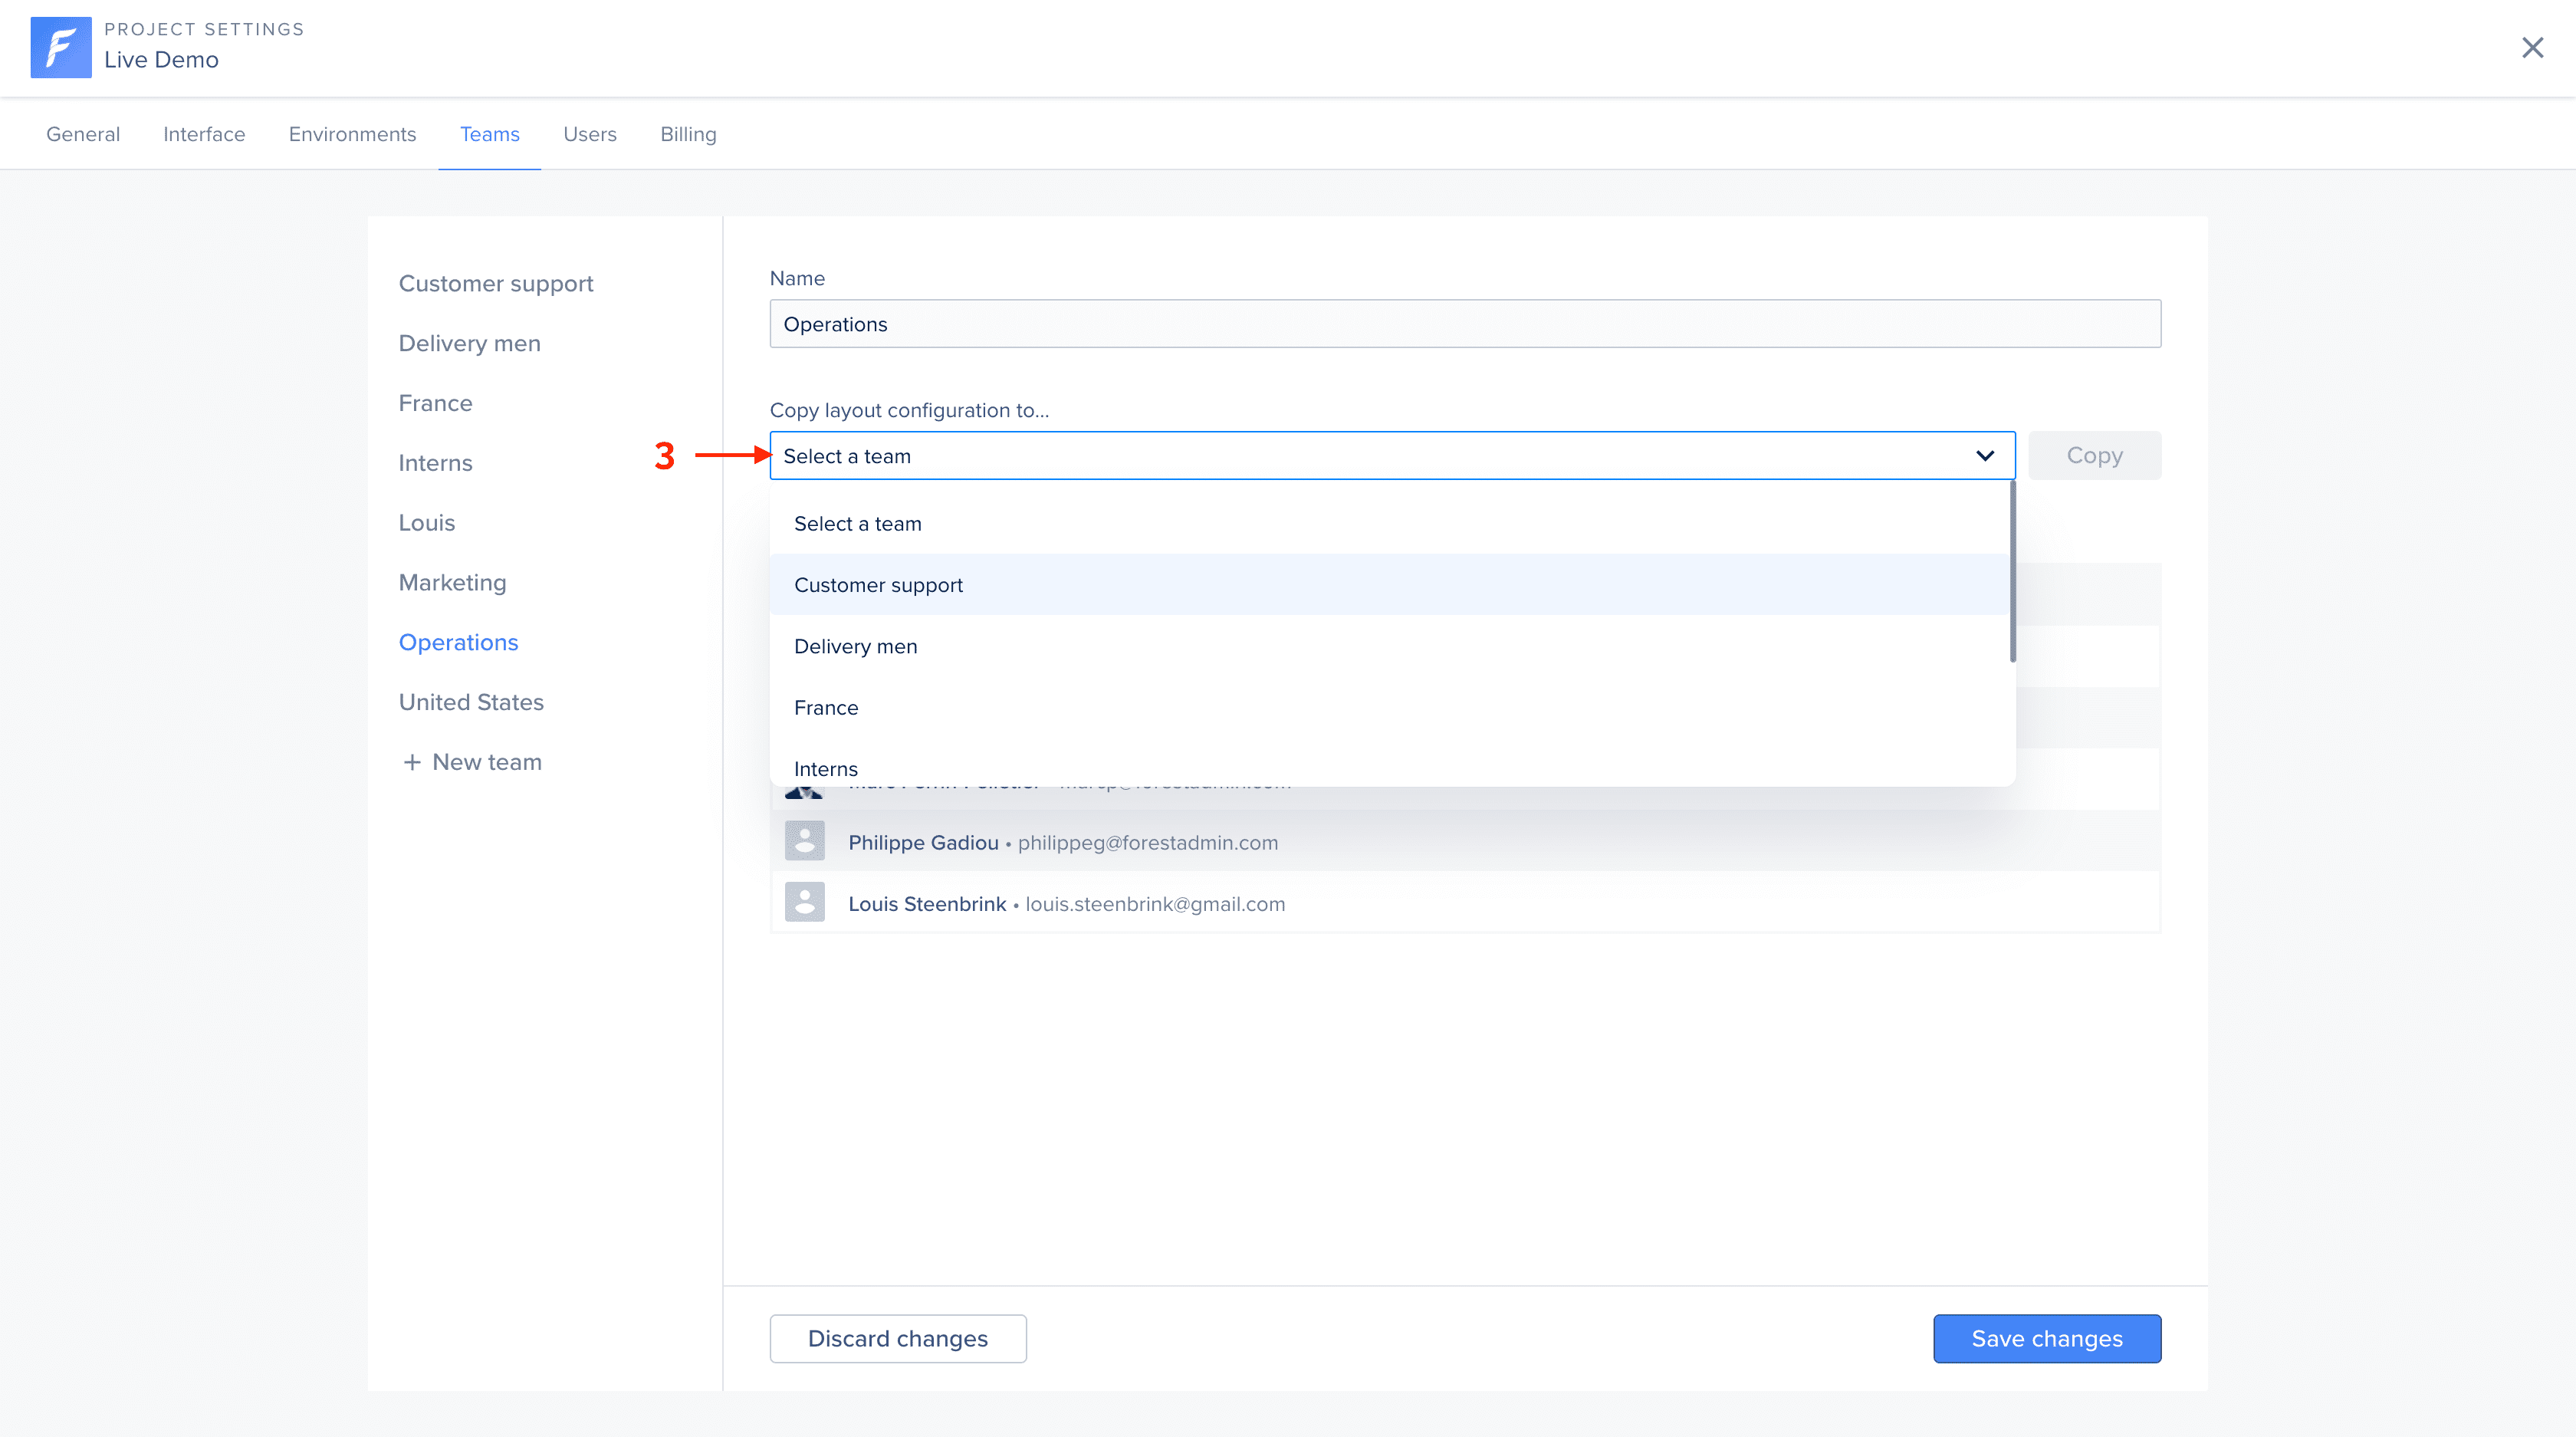 PROJECT SETTINGS
Live Demo
General Interface Environments Teams Users Billing
Customer support
Delivery men
France
Interns
Louis
Marketing
Operations
United States
+ New team
Name
Operations
Copy layout configuration to...
3
Select a team
Copy
Select a team
Customer support
Delivery men
France
Interns
Philippe Gadiou • philippeg@forestadmin.com
Louis Steenbrink • louis.steenbrink@gmail.com
Discard changes
Save changes